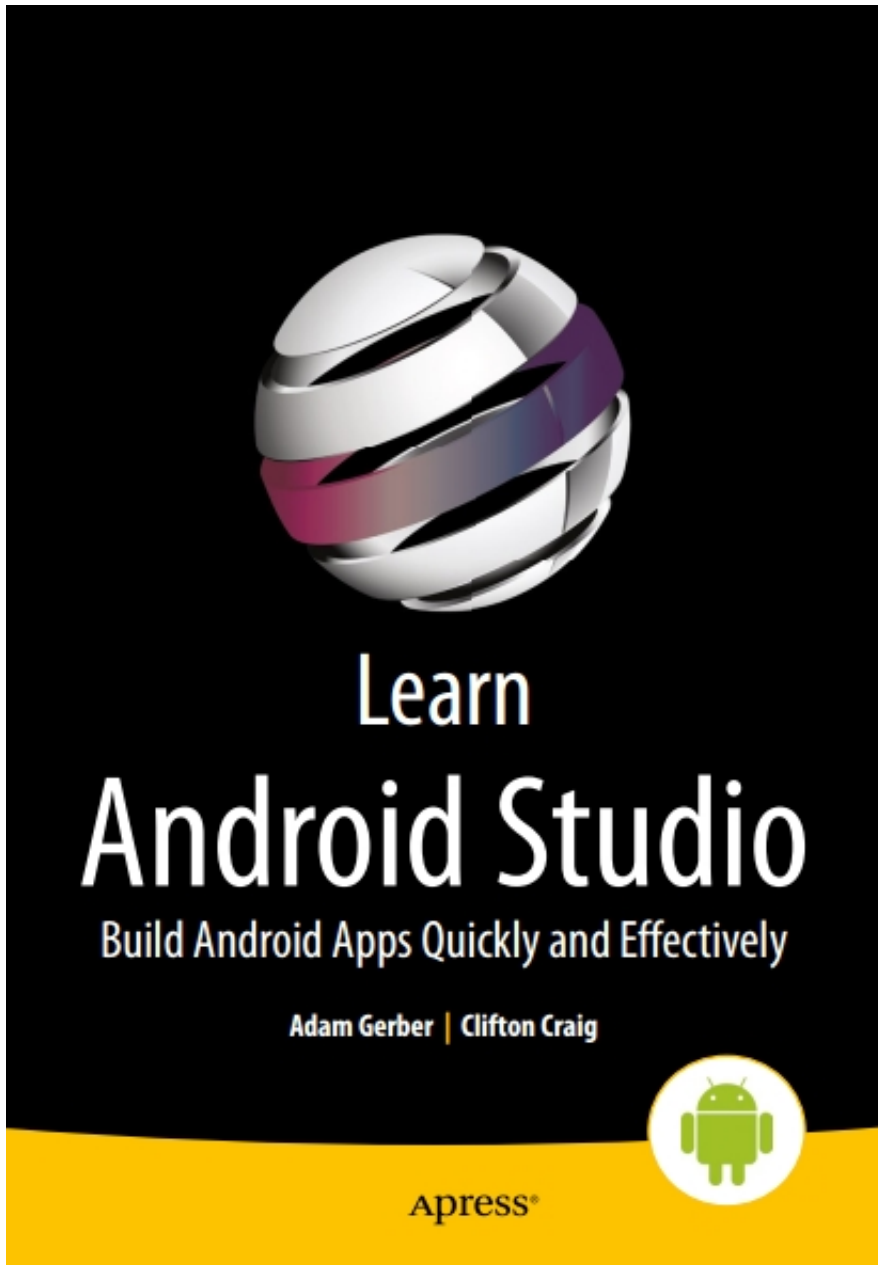 Learn
Android Studio
Build Android Apps Quickly and Effectively
Adam Gerber | Clifton Craig
Apress®